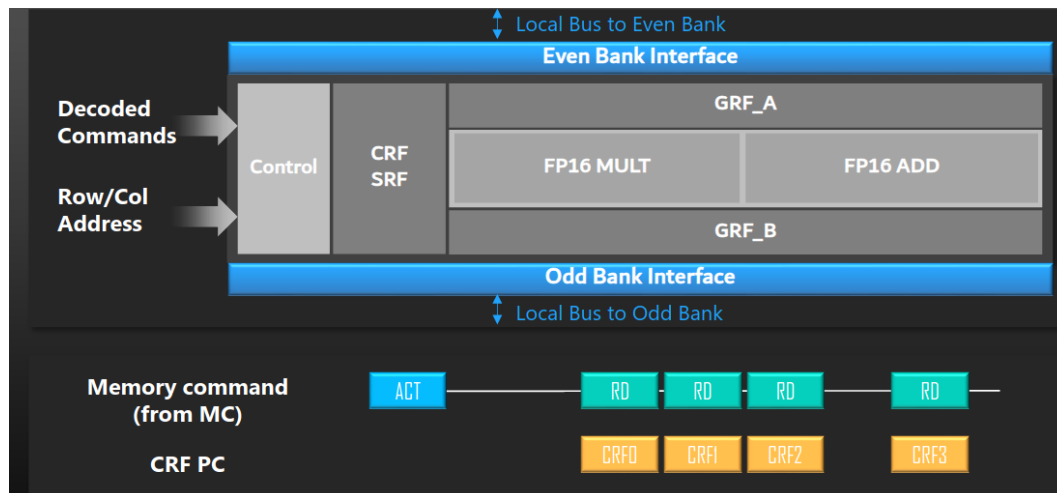 Local Bus to Even Bank
Even Bank Interface
Decoded
Commands
Row/Col
Address
Control
CRF
SRF
GRF_A
FP16 MULT
FP16 ADD
GRF_B
Odd Bank Interface
Local Bus to Odd Bank
Memory command
(from MC)
ACT
RD
RD
RD
RD
CRF PC
CRF0
CRF1
CRF2
CRF3